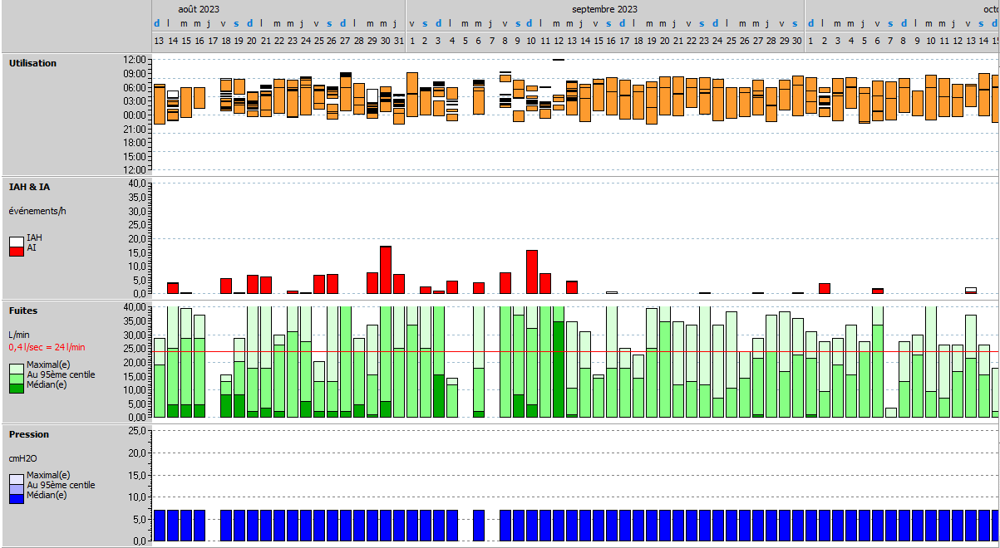 août 2023 septembre 2023 octo
d l m m j v s d l m m j v s d l m m j v s d l m m j v s d l m m j v s d l m m j v s d l m m j v s d l m m j v s d l m m j v s d l m m j v s d
13 14 15 16 17 18 19 20 21 22 23 24 25 26 27 28 29 30 31 1 2 3 4 5 6 7 8 9 10 11 12 13 14 15 16 17 18 19 20 21 22 23 24 25 26 27 28 29 30 1 2 3 4 5 6 7 8 9 10 11 12 13 14 15
Utilisation
12:00
09:00
06:00
03:00
00:00
21:00
18:00
15:00
12:00
IAH & IA
événements/h
IAH
AI
40,0
35,0
30,0
25,0
20,0
15,0
10,0
5,0
0,0
Fuites
L/min
0,4 l/sec = 24 l/min
Maximal(e)
Au 95ème centile
Médian(e)
40,00
35,00
30,00
25,00
20,00
15,00
10,00
5,00
0,00
Pression
cmH2O
Maximal(e)
Au 95ème centile
Médian(e)
25,0
20,0
15,0
10,0
5,0
0,0